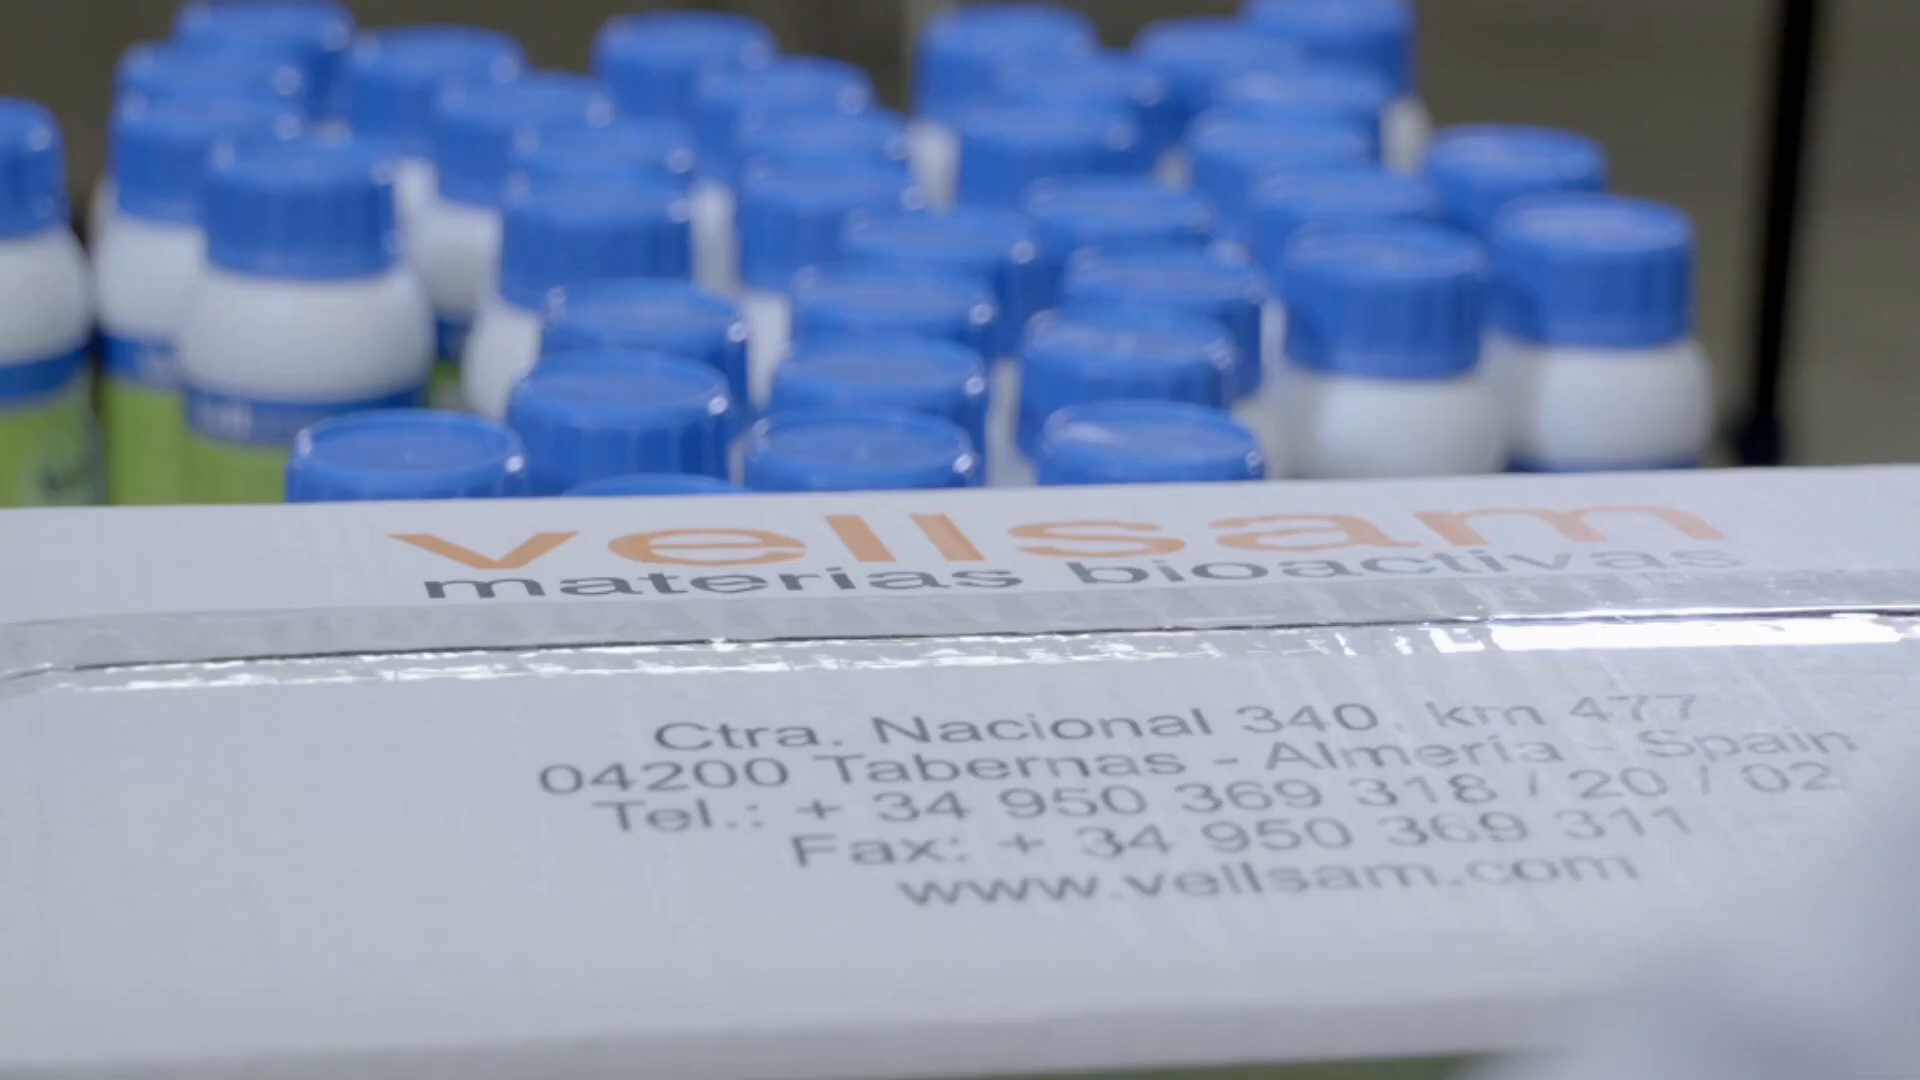 vellsam
materias bioactivas
Ctra. Nacional 340, km 477
04200 Tabernas - Almería - Spain
Tel.: + 34 950 369 318 / 20 / 02
Fax: + 34 950 369 311
www.vellsam.com